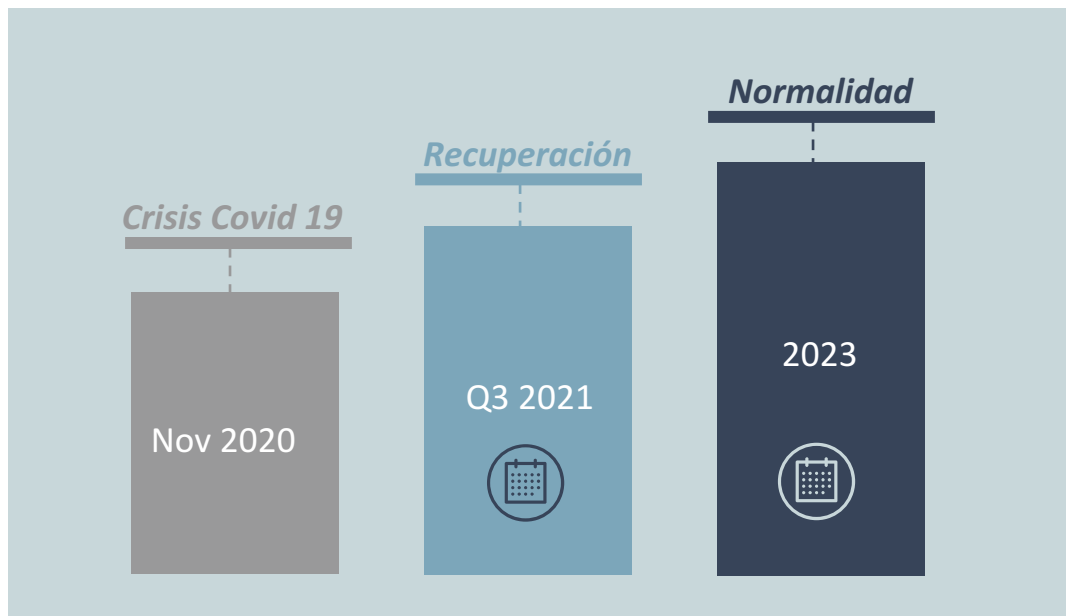 Normalidad
Recuperación
Crisis Covid 19
2023
Q3 2021
Nov 2020